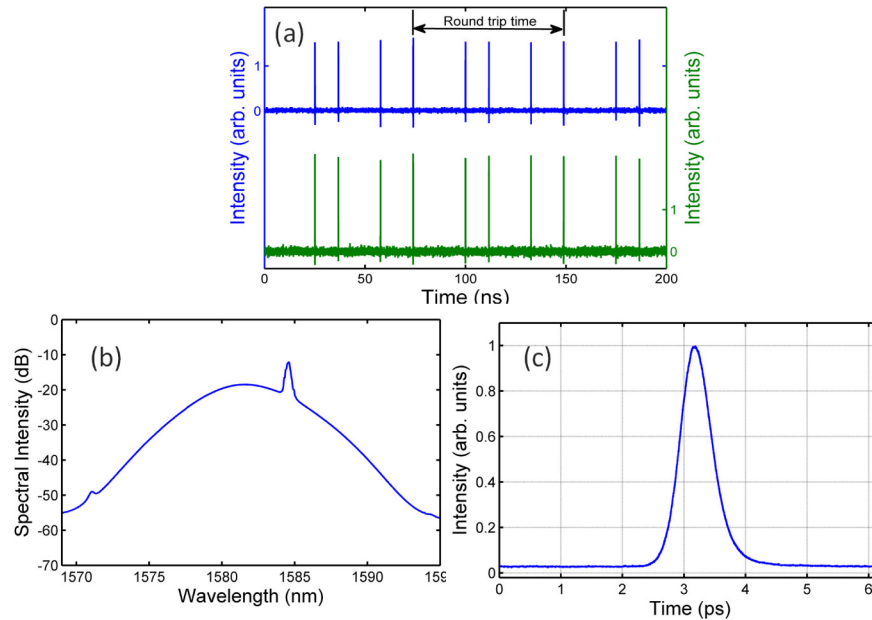 (a)
Round trip time
Intensity (arb. units)
1
0
Intensity (arb. units)
1
0
0 50 100 150 200
Time (ns)
(b)
Spectral Intensity (dB)
0
-10
-20
-30
-40
-50
-60
-70
1570 1575 1580 1585 1590 159
Wavelength (nm)
(c)
Intensity (arb. units)
1
0.8
0.6
0.4
0.2
0
0 1 2 3 4 5 6
Time (ps)